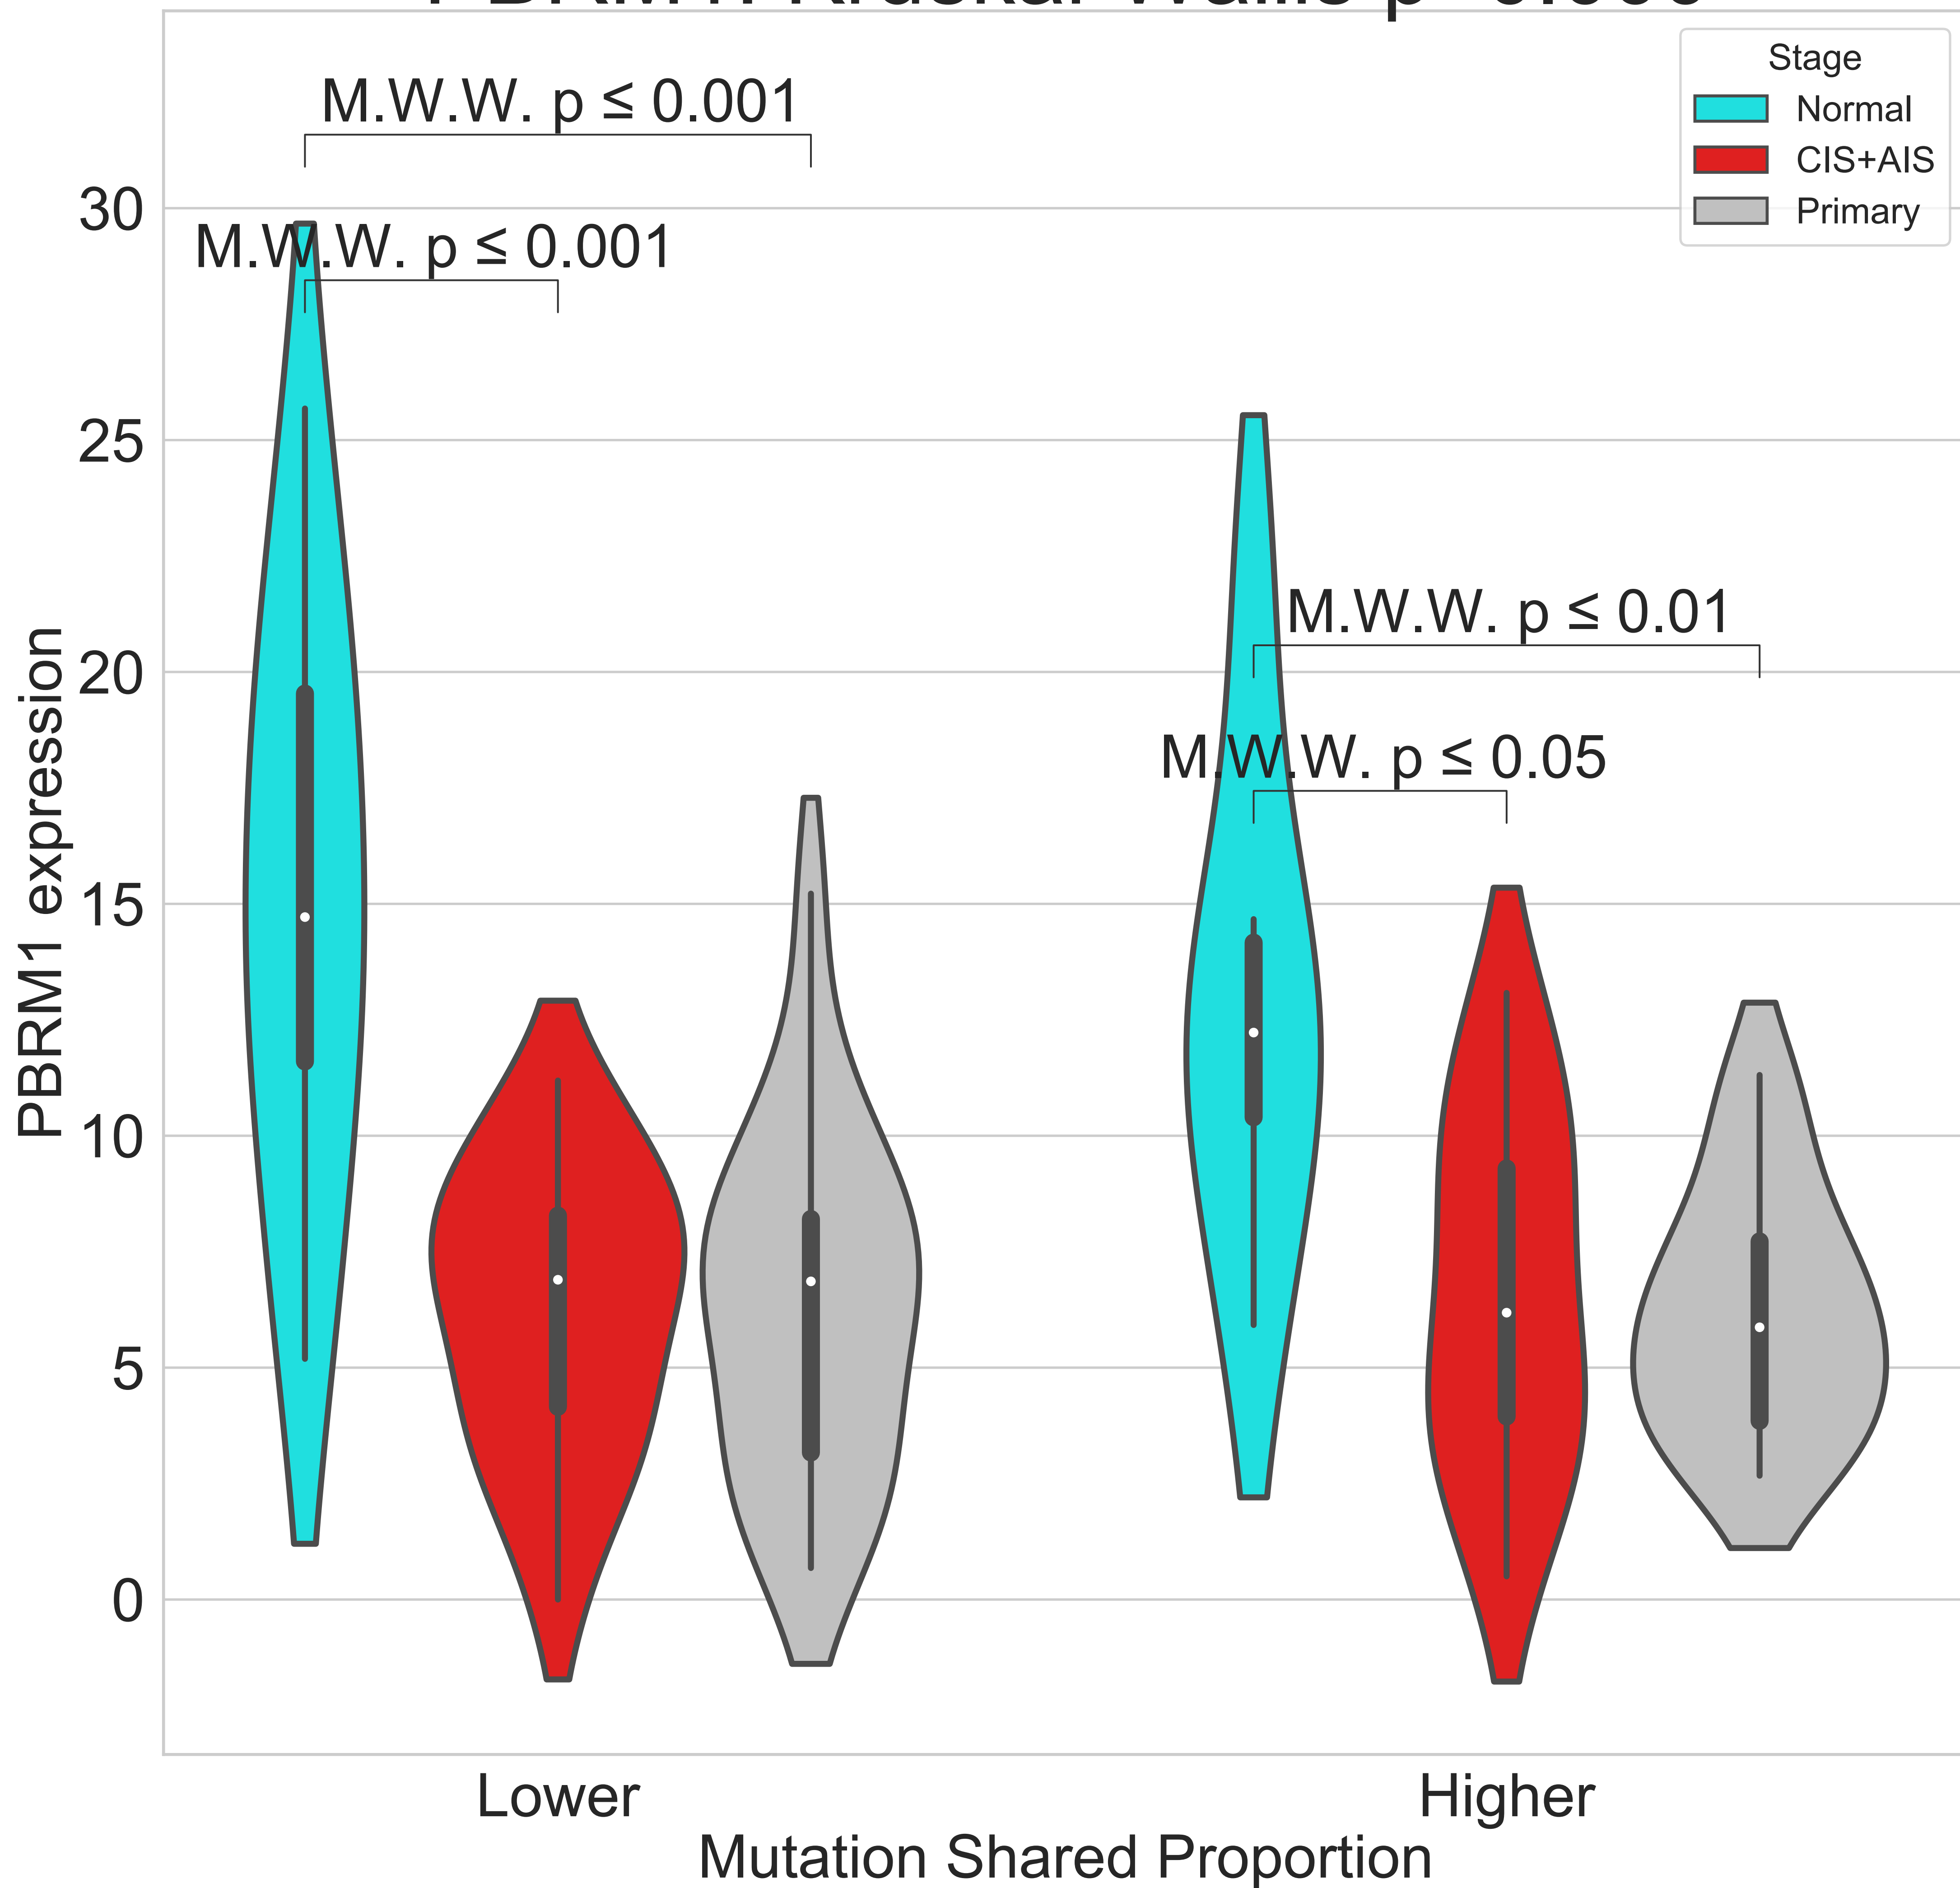 M.W.W. p ≤ 0.001
M.W.W. p ≤ 0.001
M.W.W. p ≤ 0.01
M.W.W. p ≤ 0.05
Stage
Normal
CIS+AIS
Primary
PBRM1 expression
30
25
20
15
10
5
0
Lower
Higher
Mutation Shared Proportion